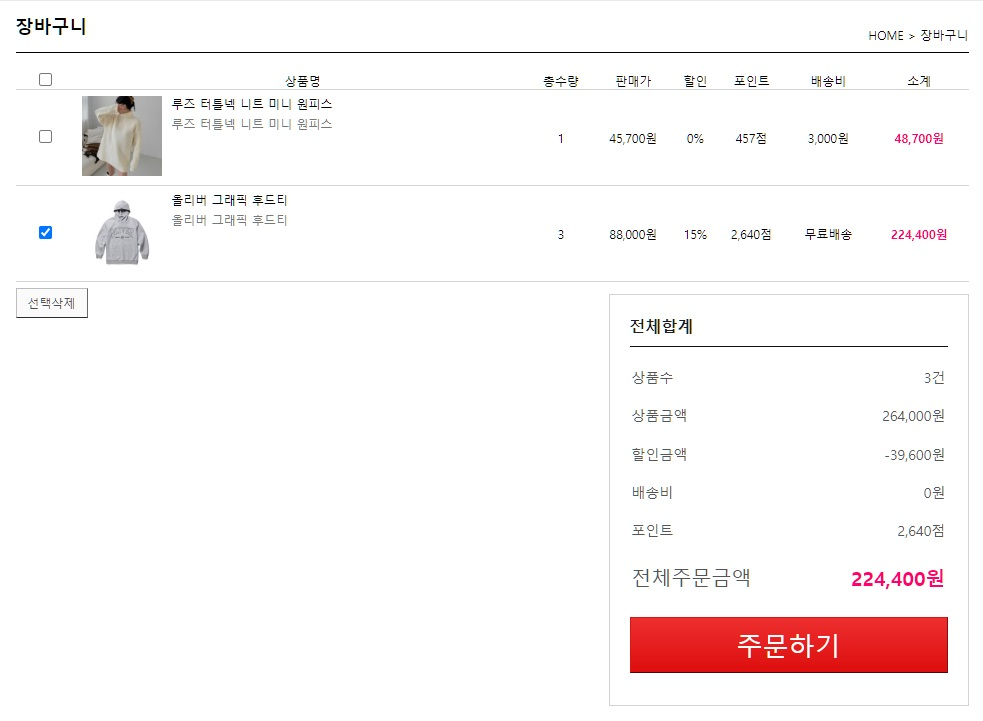 장바구니
HOME > 장바구니
상품명 총수량 판매가 할인 포인트 배송비 소계
루즈 터틀넥 니트 미니 원피스
루즈 터틀넥 니트 미니 원피스
1 45,700원 0% 457점 3,000원 48,700원
올리버 그래픽 후드티
올리버 그래픽 후드티
3 88,000원 15% 2,640점 무료배송 224,400원
선택삭제
전체합계
상품수 3건
상품금액 264,000원
할인금액 -39,600원
배송비 0원
포인트 2,640점
전체주문금액 224,400원
주문하기